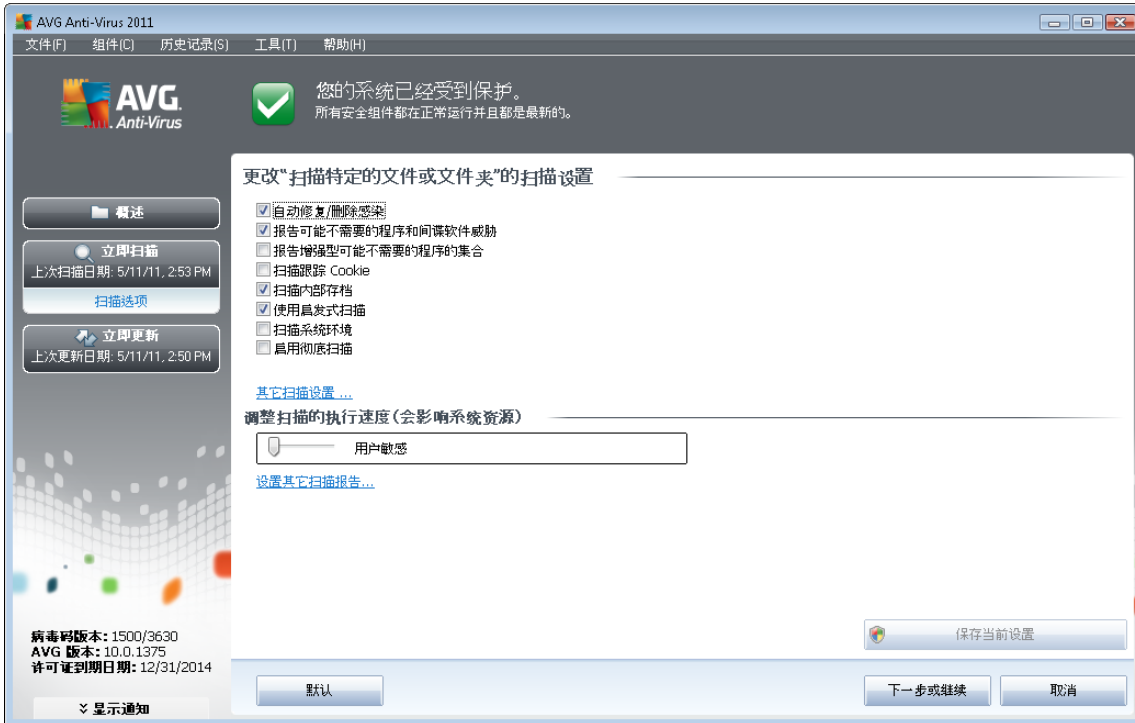 AVG Anti-Virus 2011
文件(F) 组件(C) 历史记录(S) 工具(T) 帮助(H)
AVG.
Anti-Virus
您的系统已经受到保护。
所有安全组件都在正常运行并且都是最新的。
概述
立即扫描
上次扫描日期: 5/11/11, 2:53 PM
扫描选项
立即更新
上次更新日期: 5/11/11, 2:50 PM
病毒码版本: 1500/3630
AVG 版本: 10.0.1375
许可证到期日期: 12/31/2014
显示通知
更改“扫描特定的文件或文件夹”的扫描设置
自动修复/删除感染
报告可能不需要的程序和间谍软件威胁
报告增强型可能不需要的程序的集合
扫描跟踪 Cookie
扫描内部存档
使用启发式扫描
扫描系统环境
启用彻底扫描
其它扫描设置 ...
调整扫描的执行速度(会影响系统资源)
用户敏感
设置其它扫描报告...
保存当前设置
默认
下一步或继续
取消